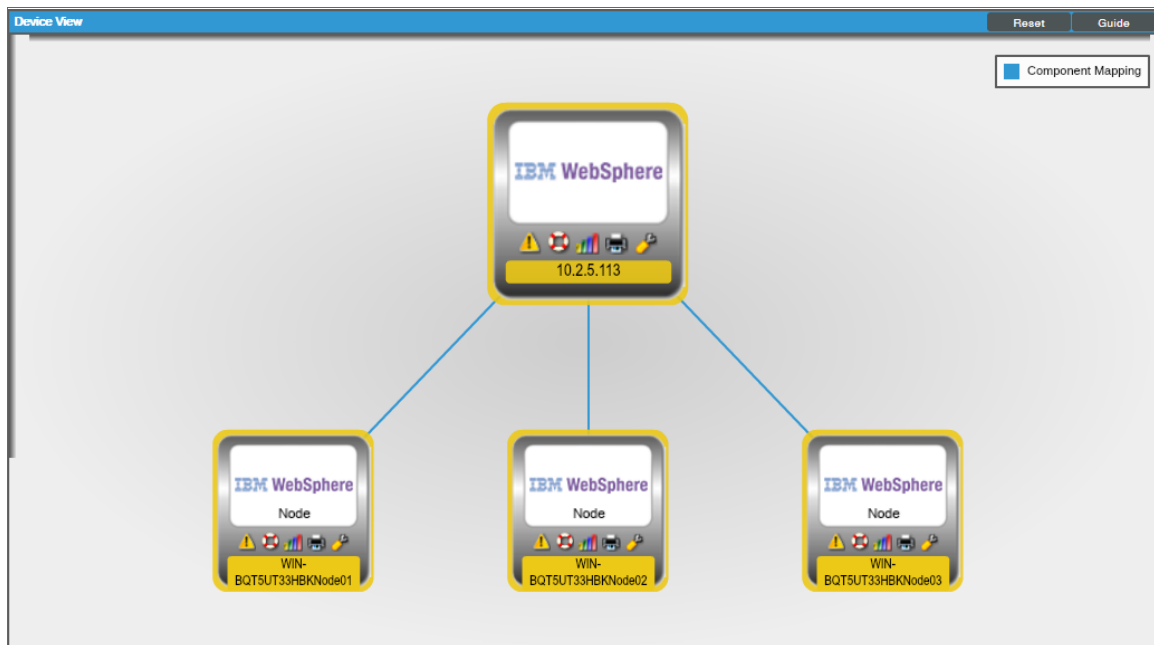 Device View
Reset
Guide
Component Mapping
IBM WebSphere
10.2.5.113
IBM WebSphere
Node
WIN-
BQT5UT33HBKNode01
IBM WebSphere
Node
WIN-
BQT5UT33HBKNode02
IBM WebSphere
Node
WIN-
BQT5UT33HBKNode03